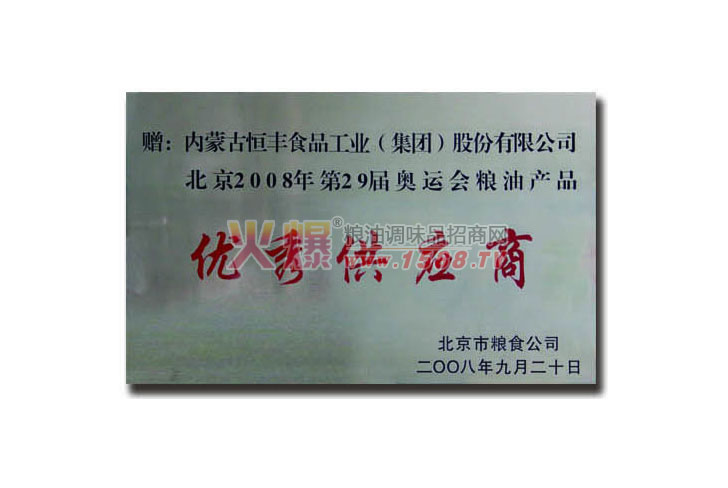 赠：内蒙古恒丰食品工业（集团）股份有限公司
北京2008年第29届奥运会粮油产品
火爆®粮油调味品招商网
www.1598.TV
优秀供应商
北京市粮食公司
二〇〇八年九月二十日